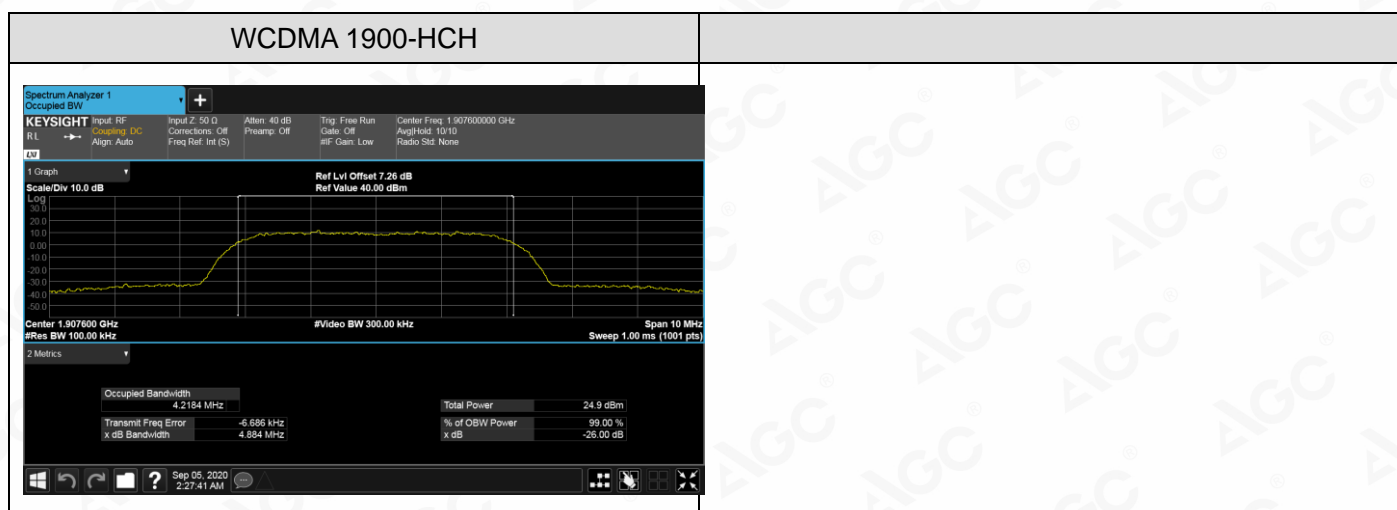 WCDMA 1900-HCH
Spectrum Analyzer 1
Occupied BW
KEYSIGHT
R L
LXI
Input: RF
Coupling: DC
Align: Auto
Input Z: 50 Ω
Corrections: Off
Freq Ref: Int (S)
Atten: 40 dB
Preamp: Off
Trig: Free Run
Gate: Off
#IF Gain: Low
Center Freq: 1.907600000 GHz
Avg|Hold: 10/10
Radio Std: None
1 Graph
Scale/Div 10.0 dB
Ref Lvl Offset 7.26 dB
Ref Value 40.00 dBm
Log
30.0
20.0
10.0
0.00
-10.0
-20.0
-30.0
-40.0
-50.0
Center 1.907600 GHz
#Res BW 100.00 kHz
#Video BW 300.00 kHz
Span 10 MHz
Sweep 1.00 ms (1001 pts)
2 Metrics
Occupied Bandwidth
4.2184 MHz
Transmit Freq Error -6.686 kHz
x dB Bandwidth 4.884 MHz
Total Power 24.9 dBm
% of OBW Power 99.00 %
x dB -26.00 dB
?
Sep 05, 2020
2:27:41 AM
AGC